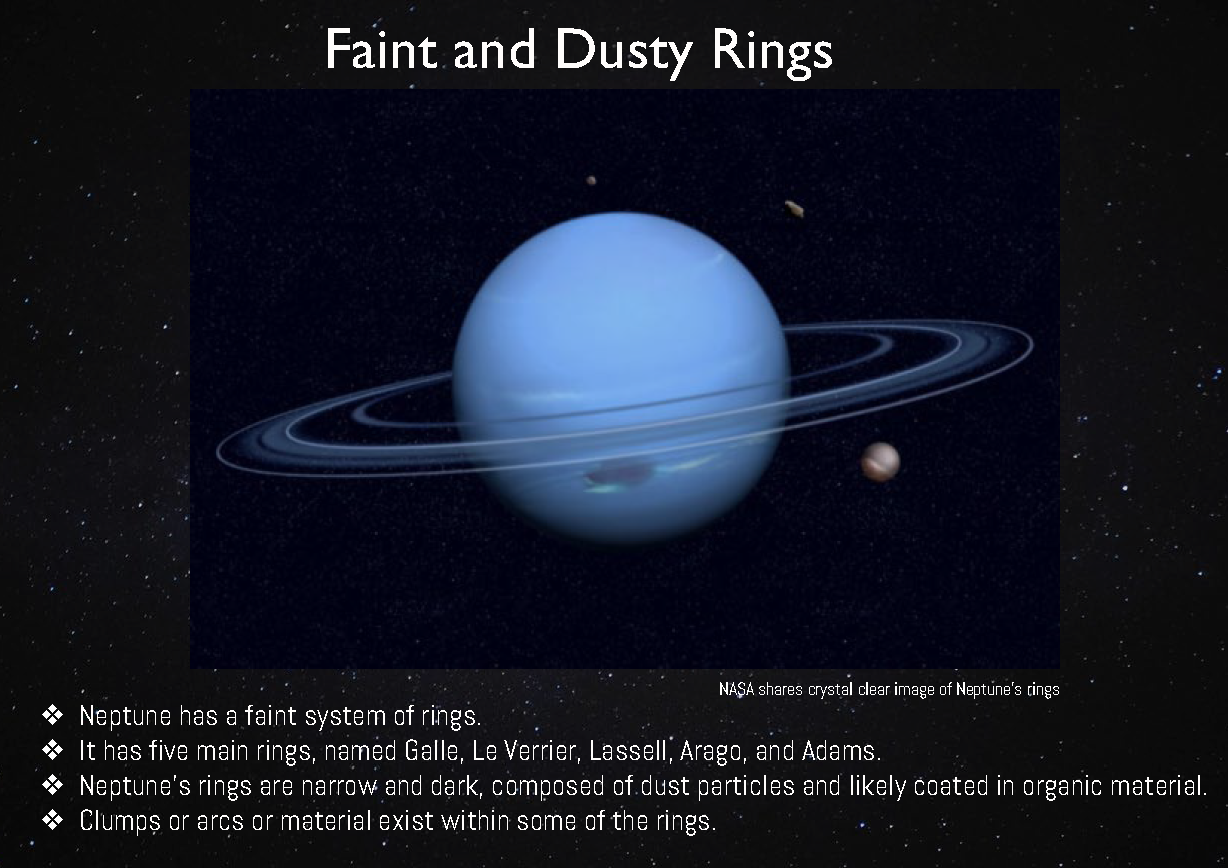 Faint and Dusty Rings
NASA shares crystal clear image of Neptune's rings
❖ Neptune has a faint system of rings.
❖ It has five main rings, named Galle, Le Verrier, Lassell, Arago, and Adams.
❖ Neptune's rings are narrow and dark, composed of dust particles and likely coated in organic material.
❖ Clumps or arcs or material exist within some of the rings.